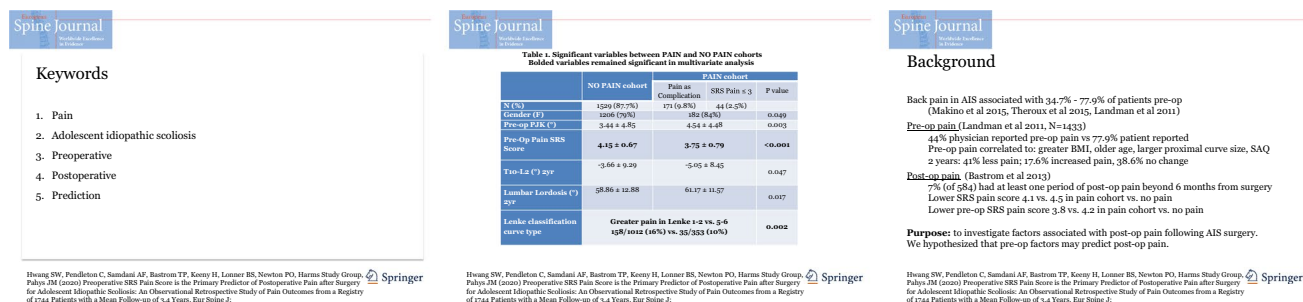 European
Spine Journal
Worldwide Excellence
in Evidence
Keywords
1. Pain
2. Adolescent idiopathic scoliosis
3. Preoperative
4. Postoperative
5. Prediction
Hwang SW, Pendleton C, Samdani AF, Bastrom TP, Keeny H, Lonner BS, Newton PO, Harms Study Group,
Pahys JM (2020) Preoperative SRS Pain Score is the Primary Predictor of Postoperative Pain after Surgery
for Adolescent Idiopathic Scoliosis: An Observational Retrospective Study of Pain Outcomes from a Registry
of 1744 Patients with a Mean Follow-up of 3.4 Years. Eur Spine J;
Springer
European
Spine Journal
Worldwide Excellence
in Evidence
Table 1. Significant variables between PAIN and NO PAIN cohorts
Bolded variables remained significant in multivariate analysis
NO PAIN cohort PAIN cohort
Pain as Complication SRS Pain ≤ 3 P value
N (%) 1529 (87.7%) 171 (9.8%) 44 (2.5%)
Gender (F) 1206 (79%) 182 (84%) 0.049
Pre-op PJK (°) 3.44 ± 4.85 4.54 ± 4.48 0.003
Pre-Op Pain SRS Score 4.15 ± 0.67 3.75 ± 0.79 <0.001
T10-L2 (°) 2yr -3.66 ± 9.29 -5.05 ± 8.45 0.047
Lumbar Lordosis (°) 2yr 58.86 ± 12.88 61.17 ± 11.57 0.017
Lenke classification curve type Greater pain in Lenke 1-2 vs. 5-6 158/1012 (16%) vs. 35/353 (10%) 0.002
Hwang SW, Pendleton C, Samdani AF, Bastrom TP, Keeny H, Lonner BS, Newton PO, Harms Study Group,
Pahys JM (2020) Preoperative SRS Pain Score is the Primary Predictor of Postoperative Pain after Surgery
for Adolescent Idiopathic Scoliosis: An Observational Retrospective Study of Pain Outcomes from a Registry
of 1744 Patients with a Mean Follow-up of 3.4 Years. Eur Spine J;
Springer
European
Spine Journal
Worldwide Excellence
in Evidence
Background
Back pain in AIS associated with 34.7% - 77.9% of patients pre-op
(Makino et al 2015, Theroux et al 2015, Landman et al 2011)
Pre-op pain (Landman et al 2011, N=1433)
44% physician reported pre-op pain vs 77.9% patient reported
Pre-op pain correlated to: greater BMI, older age, larger proximal curve size, SAQ
2 years: 41% less pain; 17.6% increased pain, 38.6% no change
Post-op pain (Bastrom et al 2013)
7% (of 584) had at least one period of post-op pain beyond 6 months from surgery
Lower SRS pain score 4.1 vs. 4.5 in pain cohort vs. no pain
Lower pre-op SRS pain score 3.8 vs. 4.2 in pain cohort vs. no pain
Purpose: to investigate factors associated with post-op pain following AIS surgery.
We hypothesized that pre-op factors may predict post-op pain.
Hwang SW, Pendleton C, Samdani AF, Bastrom TP, Keeny H, Lonner BS, Newton PO, Harms Study Group,
Pahys JM (2020) Preoperative SRS Pain Score is the Primary Predictor of Postoperative Pain after Surgery
for Adolescent Idiopathic Scoliosis: An Observational Retrospective Study of Pain Outcomes from a Registry
of 1744 Patients with a Mean Follow-up of 3.4 Years. Eur Spine J;
Springer